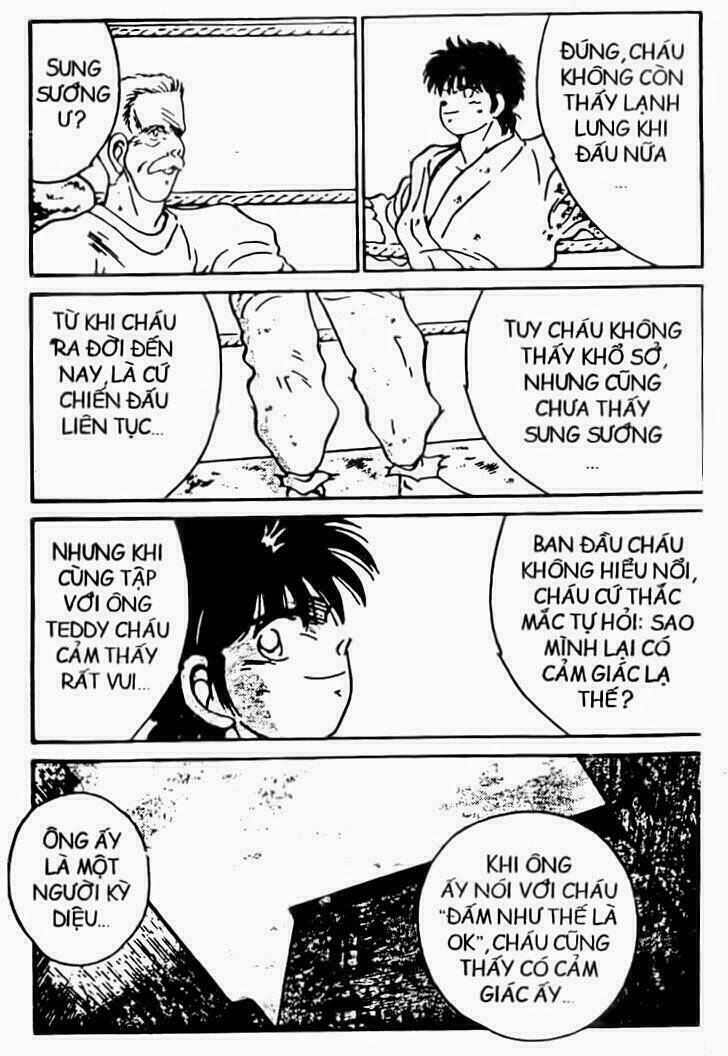 SUNG
SƯỚNG
Ư?
ĐÚNG, CHÁU
KHÔNG CÒN
THẤY LẠNH
LƯNG KHI
ĐẤU NỮA
...
TỪ KHI CHÁU
RA ĐỜI ĐẾN
NAY, LÀ CỨ
CHIẾN ĐẤU
LIÊN TỤC...
TUY CHÁU KHÔNG
THẤY KHỔ SỞ,
NHƯNG CŨNG
CHƯA THẤY
SUNG SƯỚNG
...
NHƯNG KHI
CÙNG TẬP
VỚI ÔNG
TEDDY CHÁU
CẢM THẤY
RẤT VUI...
BAN ĐẦU CHÁU
KHÔNG HIỂU NỔI,
CHÁU CỨ THẮC
MẮC TỰ HỎI: SAO
MÌNH LẠI CÓ
CẢM GIÁC LẠ
THẾ?
ÔNG ẤY
LÀ MỘT
NGƯỜI KỲ
DIỆU...
KHI ÔNG
ẤY NÓI VỚI CHÁU
"ĐẤM NHƯ THẾ LÀ
OK", CHÁU CŨNG
THẤY CÓ CẢM
GIÁC ẤY...